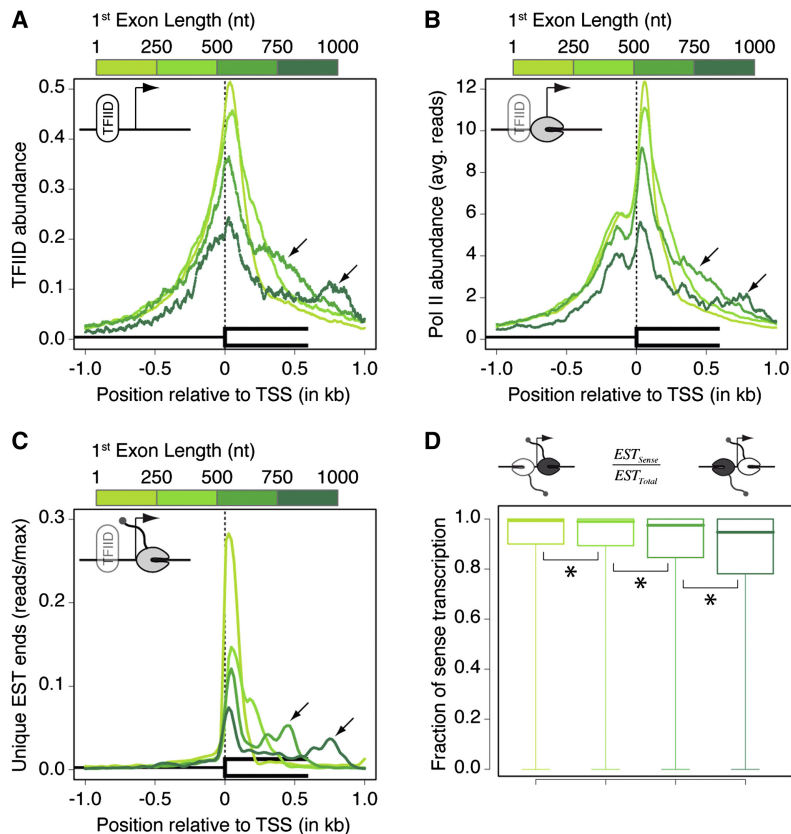 A
1st Exon Length (nt)
1 250 500 750 1000
TFIID abundance
0.5
0.4
0.3
0.2
0.1
0.0
TFIID
-1.0 -0.5 0 0.5 1.0
Position relative to TSS (in kb)
B
1st Exon Length (nt)
1 250 500 750 1000
Pol II abundance (avg. reads)
12
10
8
6
4
2
0
TFIID
-1.0 -0.5 0 0.5 1.0
Position relative to TSS (in kb)
C
1st Exon Length (nt)
1 250 500 750 1000
Unique EST ends (reads/max)
0.3
0.2
0.1
0.0
TFIID
-1.0 -0.5 0 0.5 1.0
Position relative to TSS (in kb)
D
EST Sense
EST Total
Fraction of sense transcription
1.0
0.8
0.6
0.4
0.2
0.0
* * *